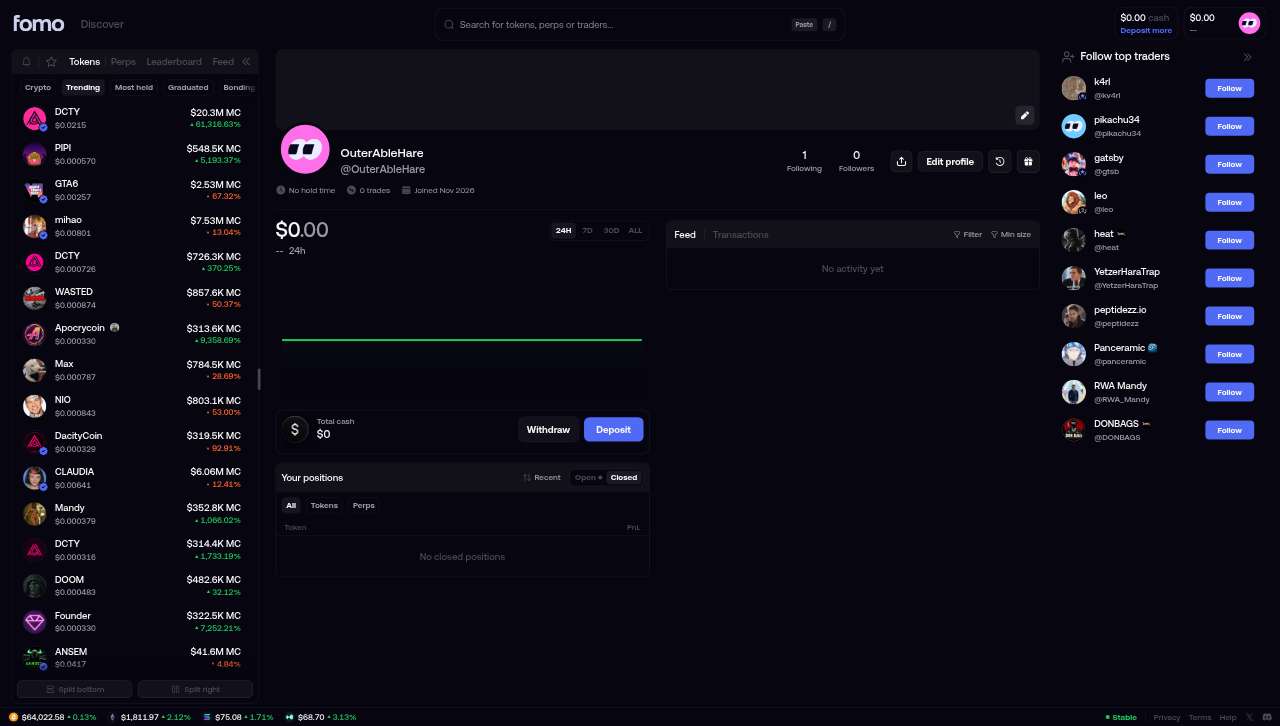 fomo
Discover
Search for tokens, perps or traders...
Paste
/
$0.00 cash
Deposit more
$0.00
--
Tokens
Perps
Leaderboard
Feed
Crypto
Trending
Most held
Graduated
Bonding
DCTY
$0.0215
$20.3M MC
61,316.63%
PIPI
$0.000570
$548.5K MC
5,193.37%
GTA6
$0.00257
$2.53M MC
67.32%
mihao
$0.00801
$7.53M MC
13.04%
DCTY
$0.000726
$726.3K MC
370.25%
WASTED
$0.000874
$857.6K MC
50.37%
Apocrycoin
$0.000330
$313.6K MC
9,358.69%
Max
$0.000787
$784.5K MC
28.69%
NIO
$0.000843
$803.1K MC
53.00%
DacityCoin
$0.000329
$319.5K MC
92.91%
CLAUDIA
$0.00641
$6.06M MC
12.41%
Mandy
$0.000379
$352.8K MC
1,066.02%
DCTY
$0.000316
$314.4K MC
1,733.19%
DOOM
$0.000483
$482.6K MC
32.12%
Founder
$0.000330
$322.5K MC
7,252.21%
ANSEM
$0.0417
$41.6M MC
4.84%
Split bottom
Split right
OuterAbleHare
@OuterAbleHare
No hold time
0 trades
Joined Nov 2026
1
Following
0
Followers
Edit profile
$0.00
-- 24h
24H
7D
30D
ALL
Total cash
$0
Withdraw
Deposit
Your positions
Recent
Open
Closed
All
Tokens
Perps
Token
PnL
No closed positions
Feed
Transactions
Filter
Min size
No activity yet
Follow top traders
k4rl
@kv4rl
Follow
pikachu34
@pikachu34
Follow
gatsby
@gtsb
Follow
leo
@leo
Follow
heat
@heat
Follow
YetzerHaraTrap
@YetzerHaraTrap
Follow
peptidezz.io
@peptidezz
Follow
Panceramic
@panceramic
Follow
RWA Mandy
@RWA_Mandy
Follow
DONBAGS
@DONBAGS
Follow
$64,022.58 0.13%
$1,811.97 2.12%
$75.08 1.71%
$68.70 3.13%
Stable
Privacy
Terms
Help